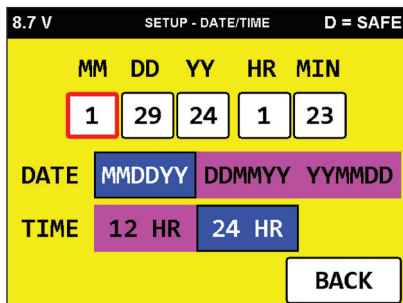 8.7 V SETUP - DATE/TIME D = SAFE
MM DD YY HR MIN
1 29 24 1 23
DATE MMDDYY DDMMYY YYMMDD
TIME 12 HR 24 HR
BACK